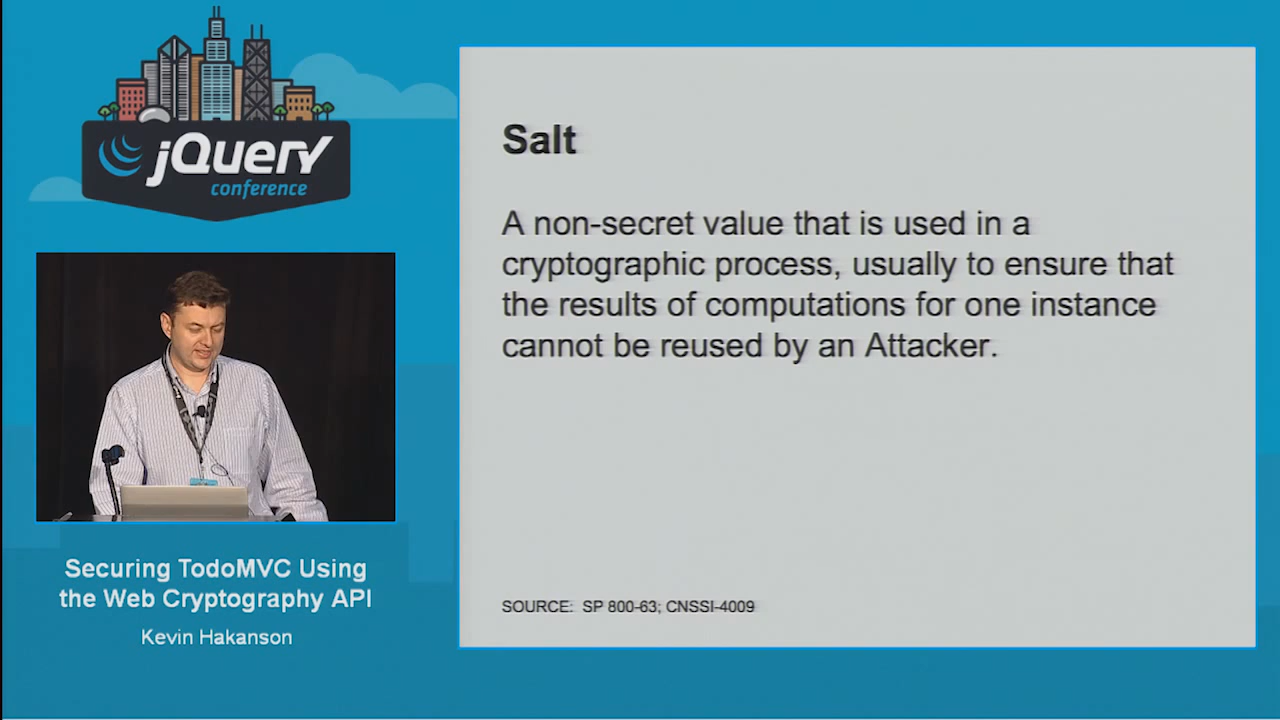 jQuery
conference
Securing TodoMVC Using
the Web Cryptography API
Kevin Hakanson
Salt
A non-secret value that is used in a
cryptographic process, usually to ensure that
the results of computations for one instance
cannot be reused by an Attacker.
SOURCE: SP 800-63; CNSSI-4009